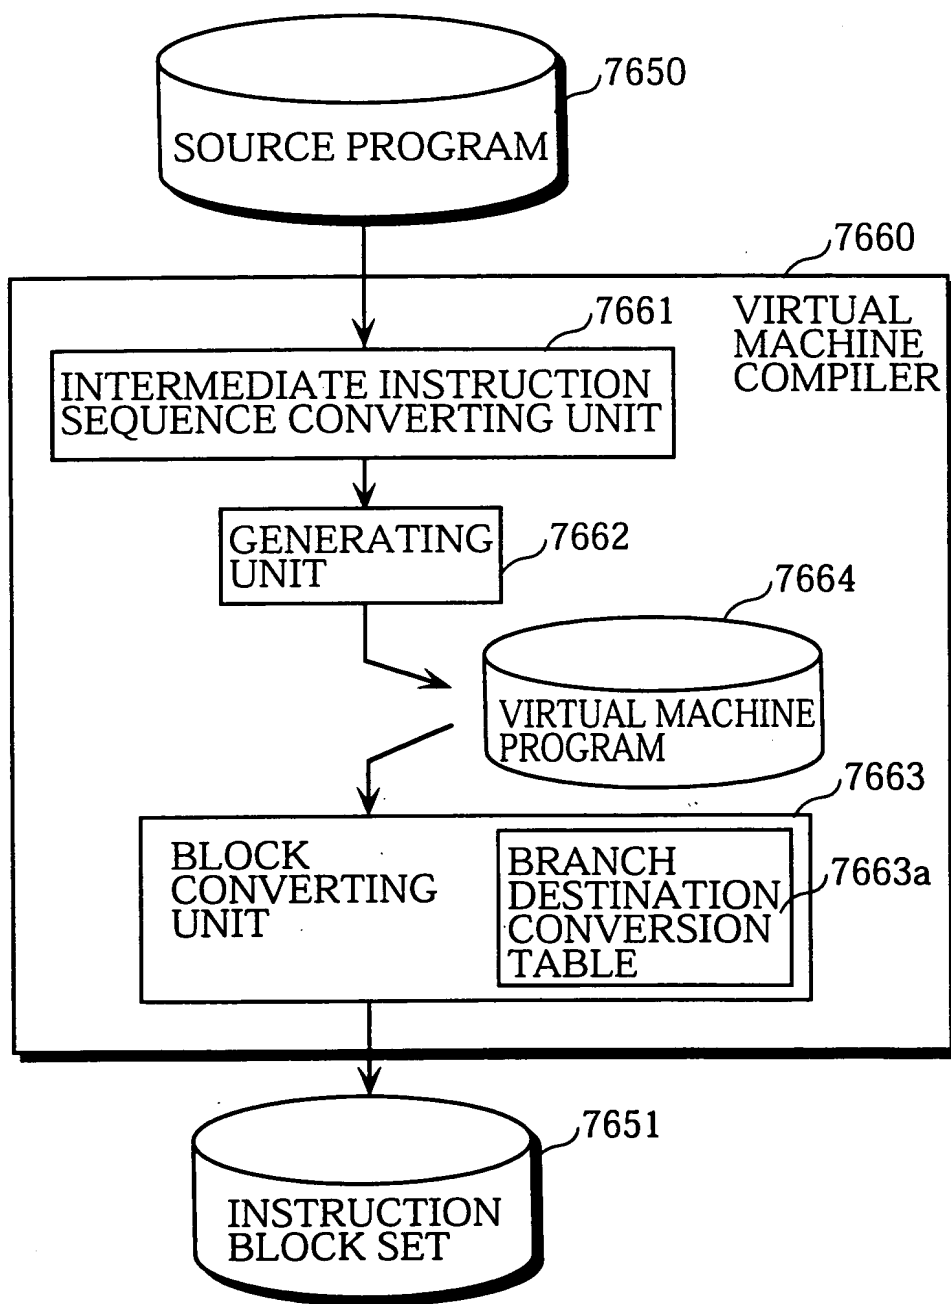 7650
SOURCE PROGRAM
7660
VIRTUAL
MACHINE
COMPILER
7661
INTERMEDIATE INSTRUCTION
SEQUENCE CONVERTING UNIT
GENERATING
UNIT
7662
7664
VIRTUAL MACHINE
PROGRAM
7663
BLOCK
CONVERTING
UNIT
BRANCH
DESTINATION
CONVERSION
TABLE
7663a
7651
INSTRUCTION
BLOCK SET